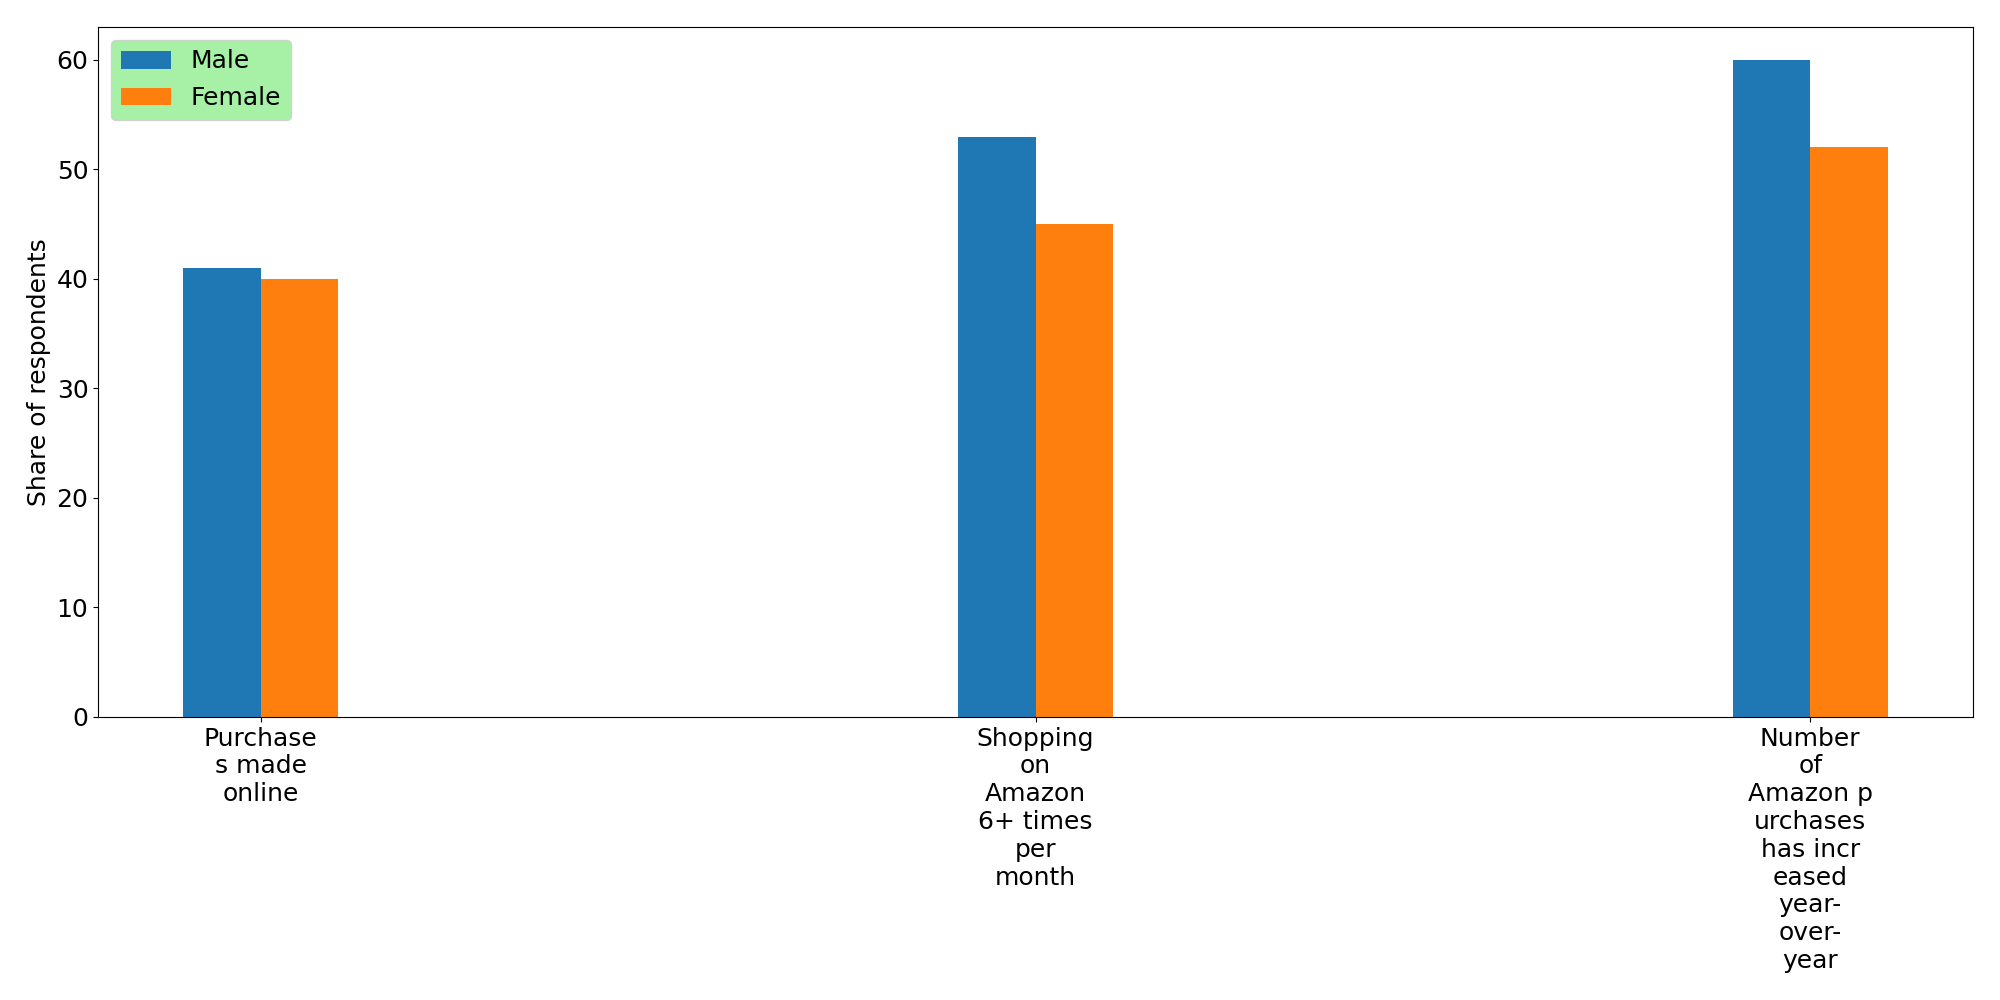 Male
Female
Share of respondents
60
50
40
30
20
10
0
Purchase
s made
online
Shopping
on
Amazon
6+ times
per
month
Number
of
Amazon p
urchases
has incr
eased
year-
over-
year